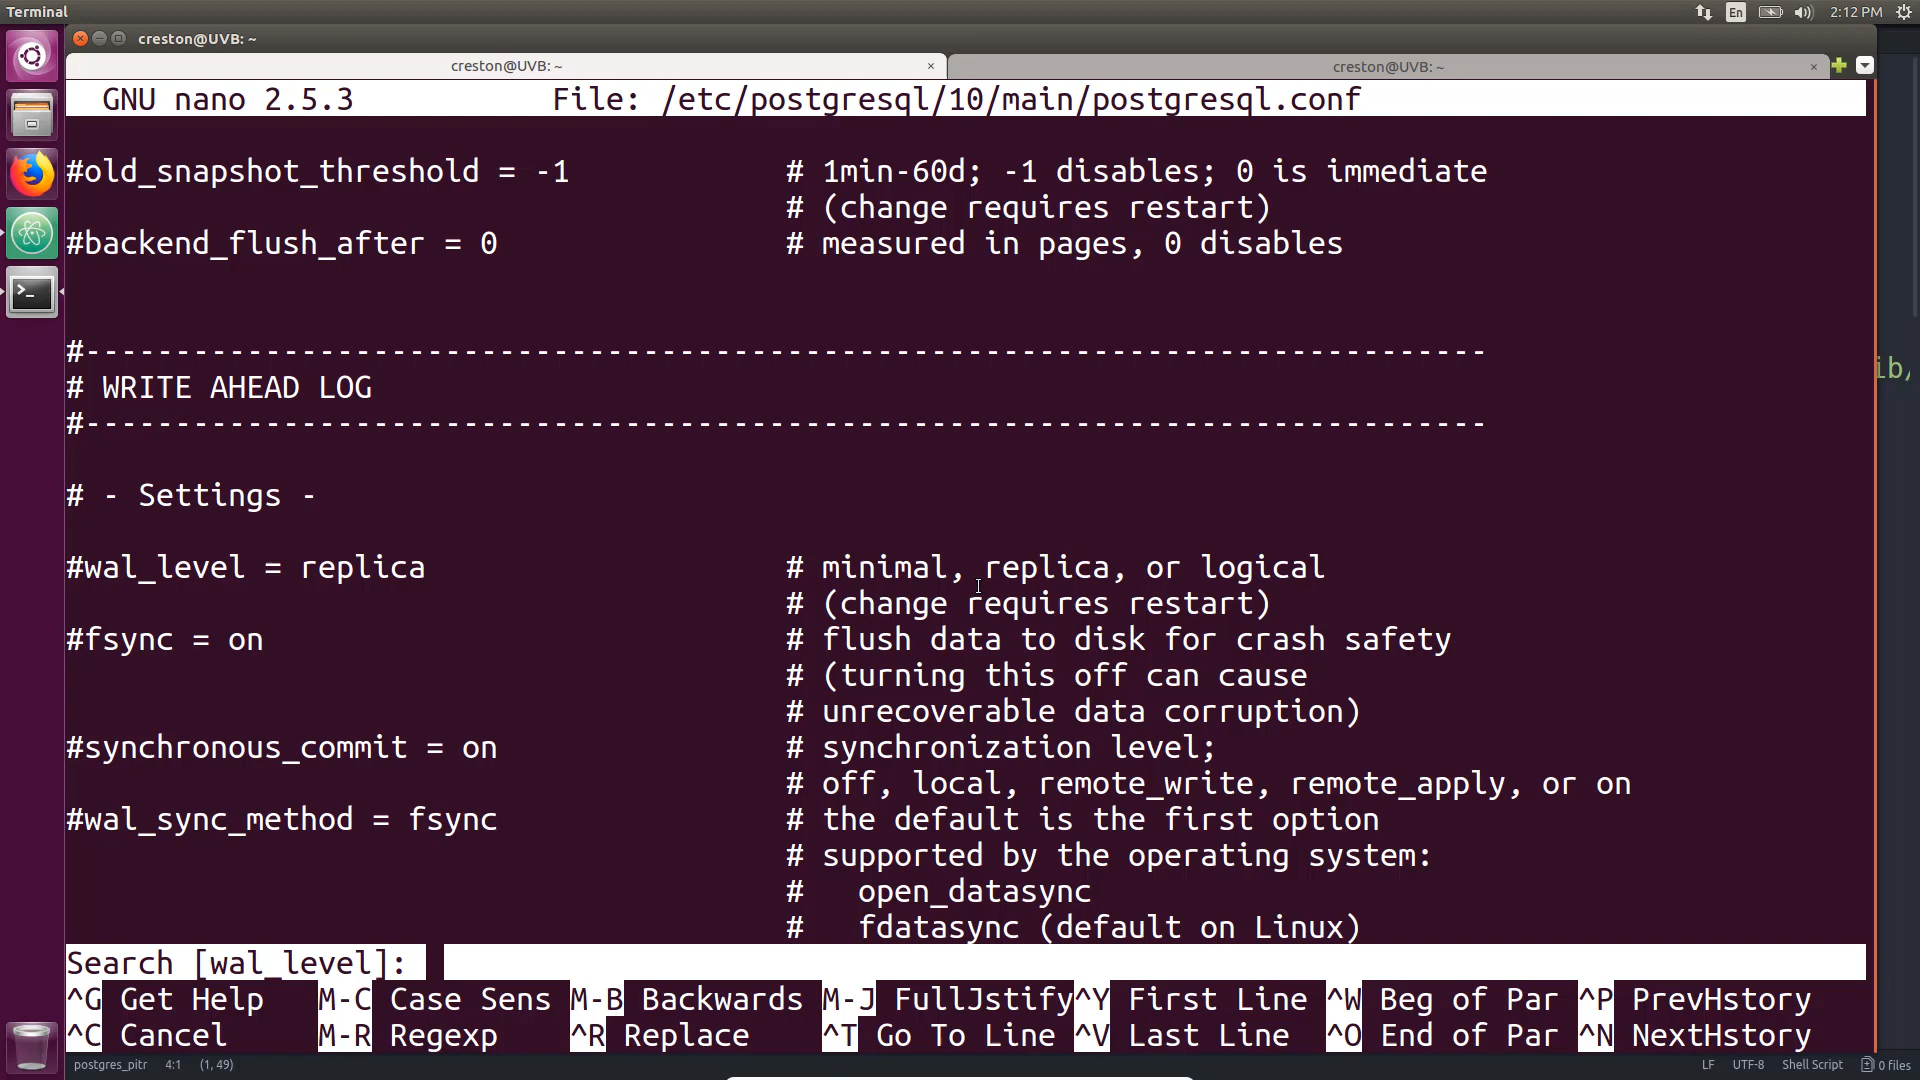 Terminal
En
2:12 PM
creston@UVB: ~
creston@UVB: ~ ×
creston@UVB: ~ ×
GNU nano 2.5.3 File: /etc/postgresql/10/main/postgresql.conf
#old_snapshot_threshold = -1 # 1min-60d; -1 disables; 0 is immediate
# (change requires restart)
#backend_flush_after = 0 # measured in pages, 0 disables
#------------------------------------------------------------------------------
# WRITE AHEAD LOG
#------------------------------------------------------------------------------
# - Settings -
#wal_level = replica # minimal, replica, or logical
# (change requires restart)
#fsync = on # flush data to disk for crash safety
# (turning this off can cause
# unrecoverable data corruption)
#synchronous_commit = on # synchronization level;
# off, local, remote_write, remote_apply, or on
#wal_sync_method = fsync # the default is the first option
# supported by the operating system:
# open_datasync
# fdatasync (default on Linux)
Search [wal_level]:
^G Get Help M-C Case Sens M-B Backwards M-J FullJstify ^Y First Line ^W Beg of Par ^P PrevHstory
^C Cancel M-R Regexp ^R Replace ^T Go To Line ^V Last Line ^O End of Par ^N NextHstory
ib/
postgres_pitr 4:1 (1, 49) LF UTF-8 Shell Script 0 files